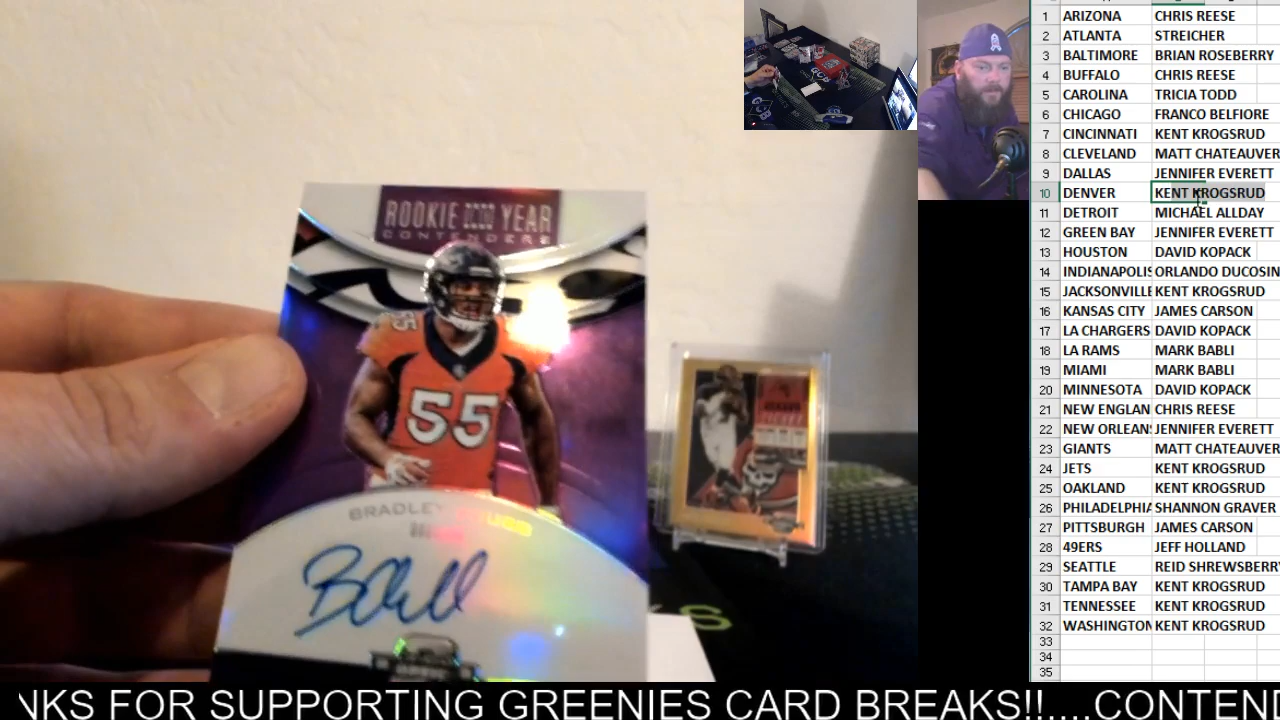 ROOKIE OF THE YEAR
CONTENDERS
55
55
BRADLEY
1 ARIZONA CHRIS REESE
2 ATLANTA STREICHER
3 BALTIMORE BRIAN ROSEBERRY
4 BUFFALO CHRIS REESE
5 CAROLINA TRICIA TODD
6 CHICAGO FRANCO BELFIORE
7 CINCINNATI KENT KROGSRUD
8 CLEVELAND MATT CHATEAUVER
9 DALLAS JENNIFER EVERETT
10 DENVER KENT KROGSRUD
11 DETROIT MICHAEL ALLDAY
12 GREEN BAY JENNIFER EVERETT
13 HOUSTON DAVID KOPACK
14 INDIANAPOLIS ORLANDO DUCOSIN
15 JACKSONVILLE KENT KROGSRUD
16 KANSAS CITY JAMES CARSON
17 LA CHARGERS DAVID KOPACK
18 LA RAMS MARK BABLI
19 MIAMI MARK BABLI
20 MINNESOTA DAVID KOPACK
21 NEW ENGLAN CHRIS REESE
22 NEW ORLEANS JENNIFER EVERETT
23 GIANTS MATT CHATEAUVER
24 JETS KENT KROGSRUD
25 OAKLAND KENT KROGSRUD
26 PHILADELPHIA SHANNON GRAVER
27 PITTSBURGH JAMES CARSON
28 49ERS JEFF HOLLAND
29 SEATTLE REID SHREWSBERRY
30 TAMPA BAY KENT KROGSRUD
31 TENNESSEE KENT KROGSRUD
32 WASHINGTON KENT KROGSRUD
33
34
35
NKS FOR SUPPORTING GREENIES CARD BREAKS!!....CONTENI